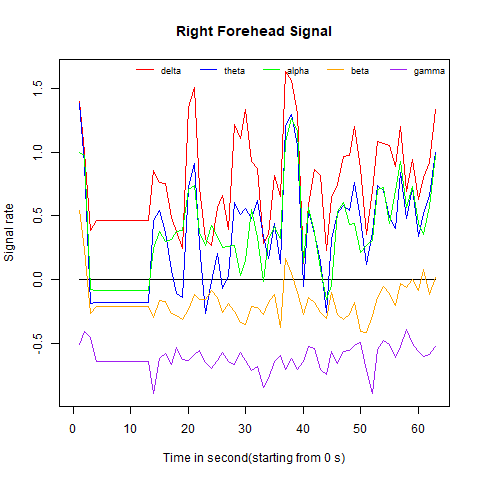 Right Forehead Signal
delta theta alpha beta gamma
Signal rate
1.5
1.0
0.5
0.0
-0.5
0 10 20 30 40 50 60
Time in second(starting from 0 s)